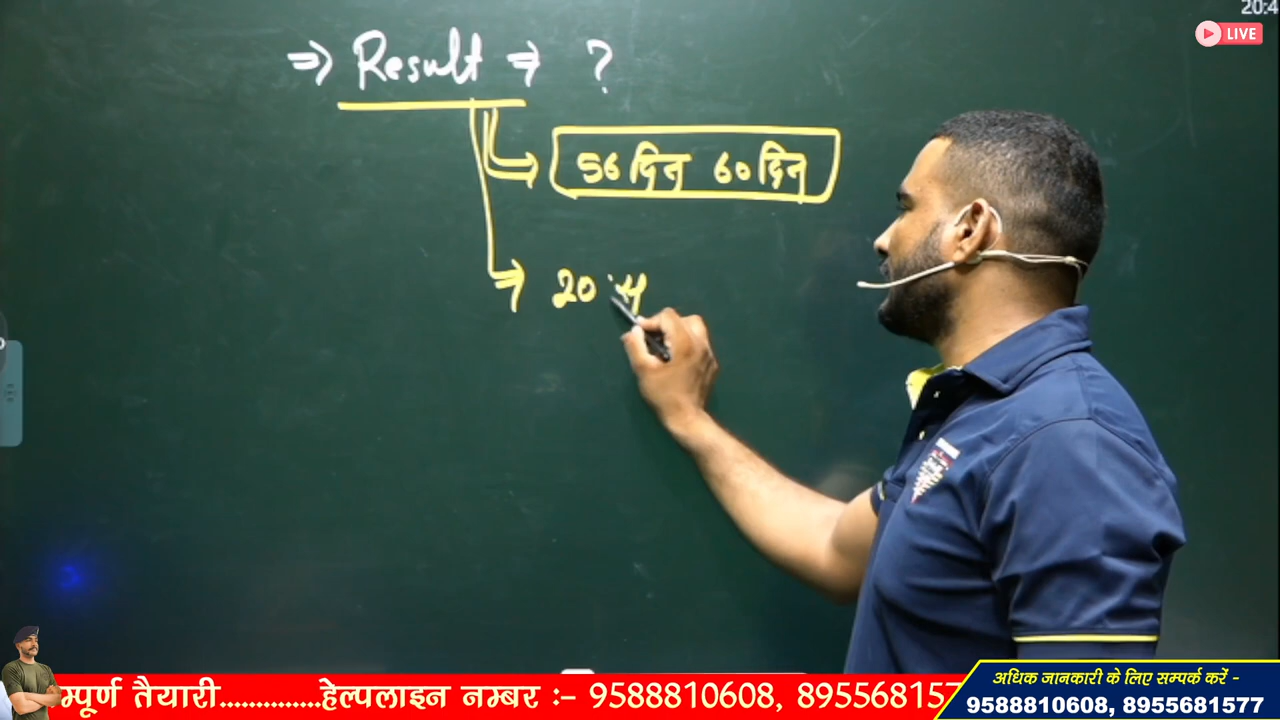 20:4
LIVE
⇒ Result ⇒ ?
56 दिन 60 दिन
⇒ 20
म्पूर्ण तैयारी..............हेल्पलाइन नम्बर :- 9588810608, 89556815
अधिक जानकारी के लिए सम्पर्क करें -
9588810608, 8955681577